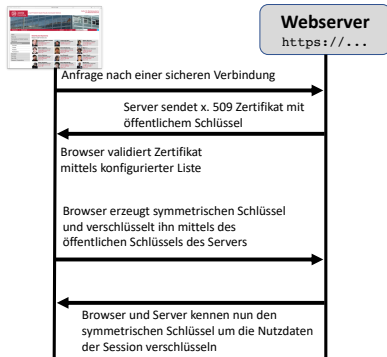 Webserver
https://...
Anfrage nach einer sicheren Verbindung
Server sendet x. 509 Zertifikat mit
öffentlichem Schlüssel
Browser validiert Zertifikat
mittels konfigurierter Liste
Browser erzeugt symmetrischen Schlüssel
und verschlüsselt ihn mittels des
öffentlichen Schlüssels des Servers
Browser und Server kennen nun den
symmetrischen Schlüssel um die Nutzdaten
der Session verschlüseln